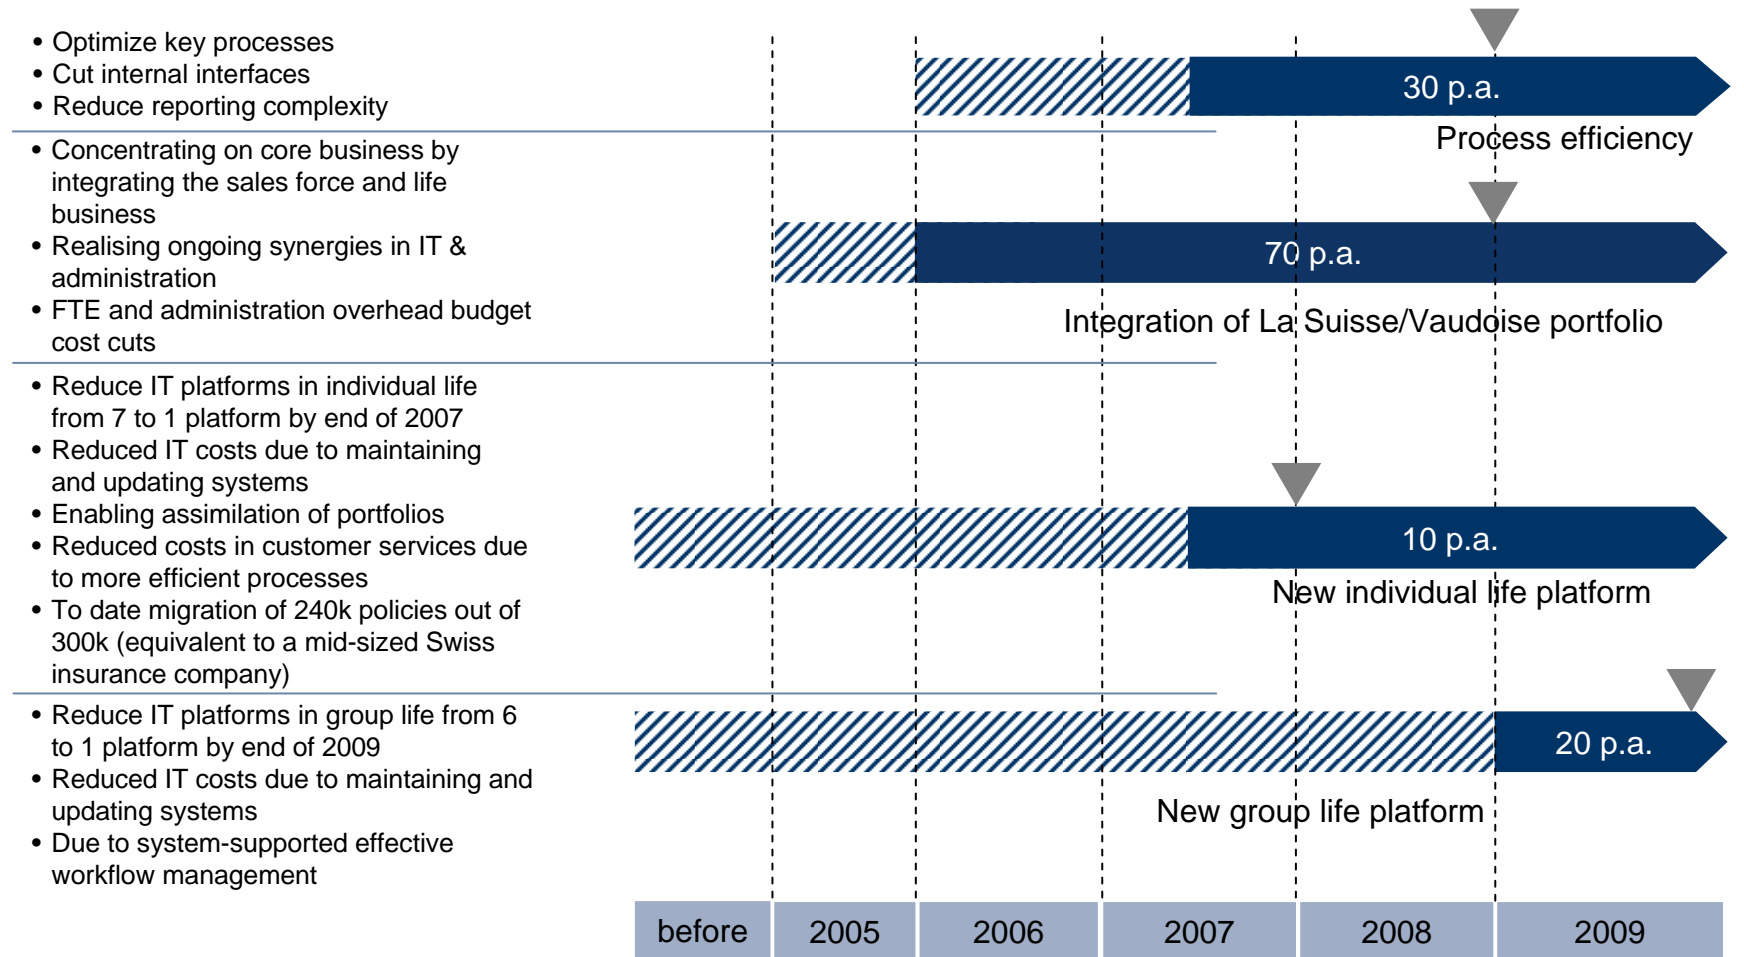 • Optimize key processes
• Cut internal interfaces
• Reduce reporting complexity
30 p.a.
Process efficiency
• Concentrating on core business by
integrating the sales force and life
business
• Realising ongoing synergies in IT &
administration
• FTE and administration overhead budget
cost cuts
70 p.a.
Integration of La Suisse/Vaudoise portfolio
• Reduce IT platforms in individual life
from 7 to 1 platform by end of 2007
• Reduced IT costs due to maintaining
and updating systems
• Enabling assimilation of portfolios
• Reduced costs in customer services due
to more efficient processes
• To date migration of 240k policies out of
300k (equivalent to a mid-sized Swiss
insurance company)
10 p.a.
New individual life platform
• Reduce IT platforms in group life from 6
to 1 platform by end of 2009
• Reduced IT costs due to maintaining and
updating systems
• Due to system-supported effective
workflow management
20 p.a.
New group life platform
before 2005 2006 2007 2008 2009